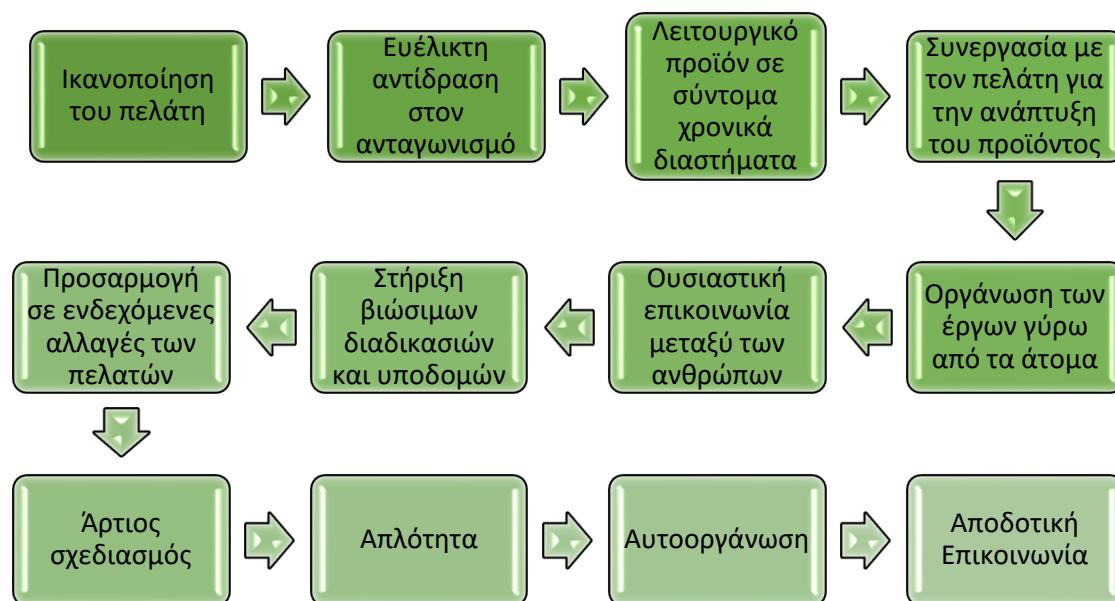 Ικανοποίηση
του πελάτη
Ευέλικτη
αντίδραση
στον
ανταγωνισμό
Λειτουργικό
προϊόν σε
σύντομα
χρονικά
διαστήματα
Συνεργασία με
τον πελάτη για
την ανάπτυξη
του προϊόντος
Οργάνωση των
έργων γύρω
από τα άτομα
Ουσιαστική
επικοινωνία
μεταξύ των
ανθρώπων
Στήριξη
βιώσιμων
διαδικασιών
και υποδομών
Προσαρμογή
σε ενδεχόμενες
αλλαγές των
πελατών
Άρτιος
σχεδιασμός
Απλότητα
Αυτοοργάνωση
Αποδοτική
Επικοινωνία